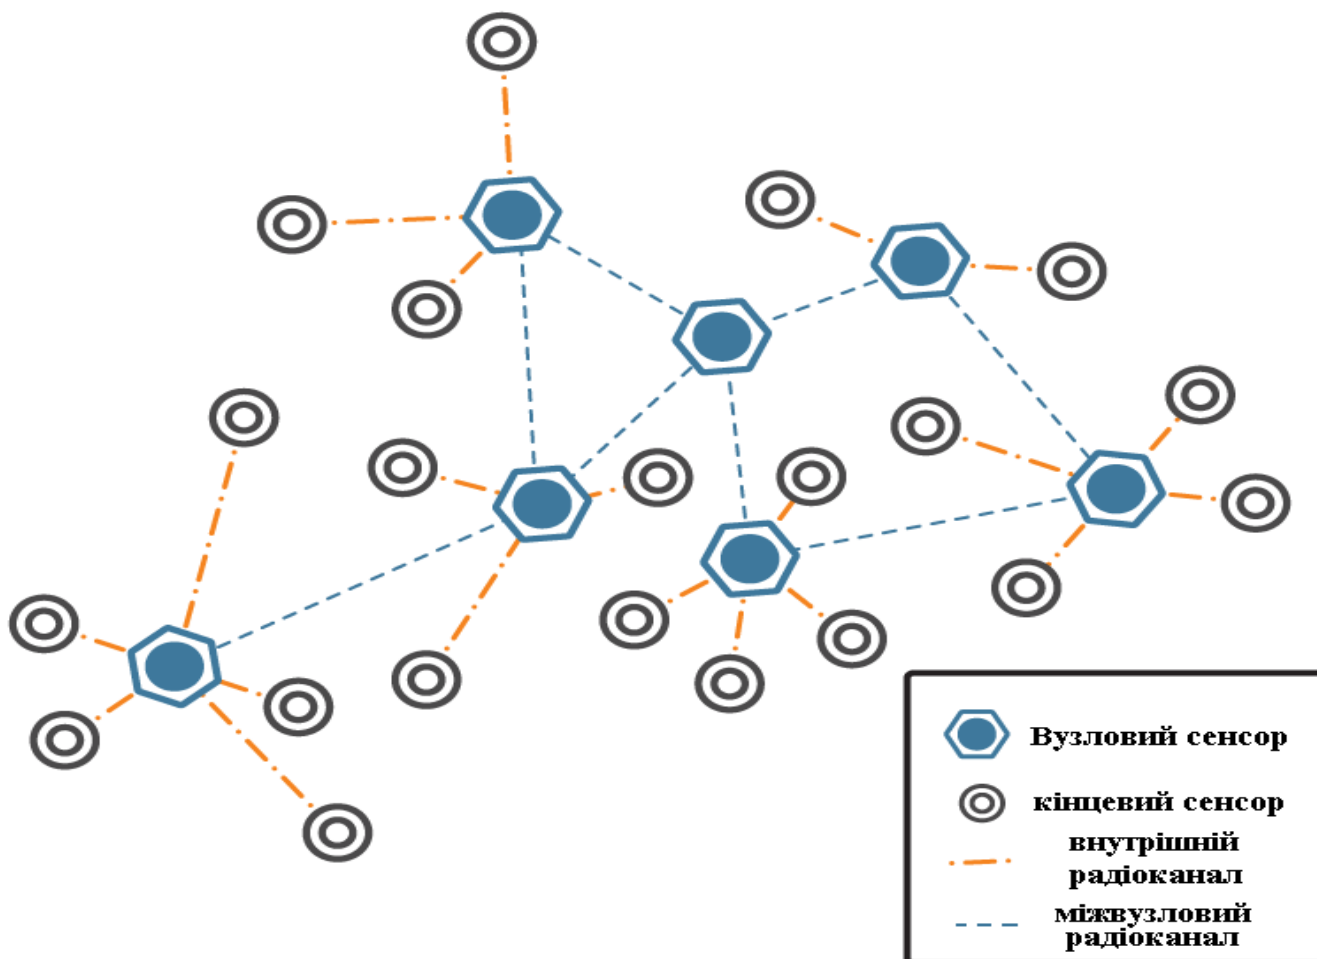 Вузловий сенсор
кінцевий сенсор
внутрішній
радіоканал
міжвузловий
радіоканал